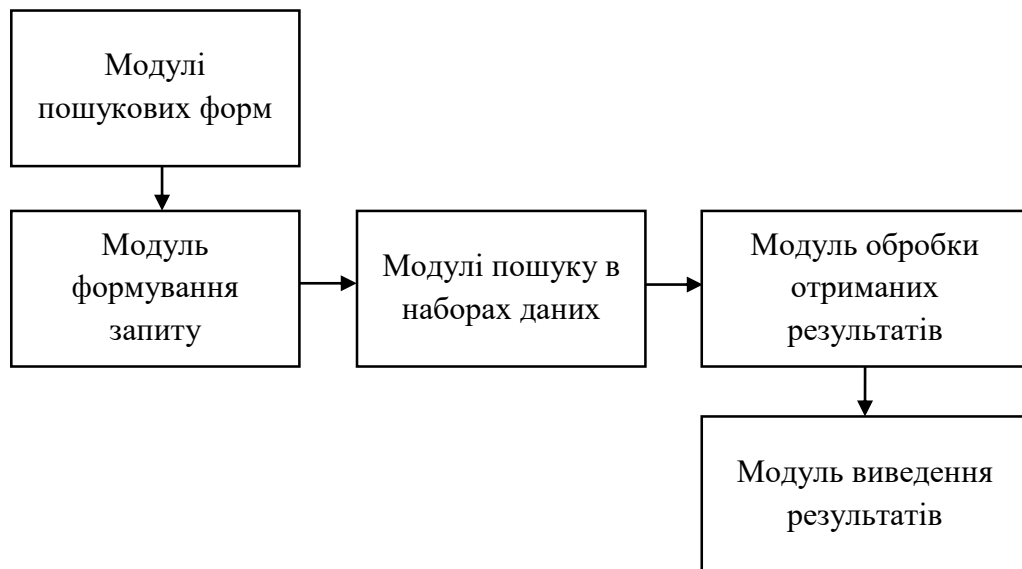 Модулі
пошукових форм
Модуль
формування
запиту
Модулі пошуку в
наборах даних
Модуль обробки
отриманих
результатів
Модуль виведення
результатів